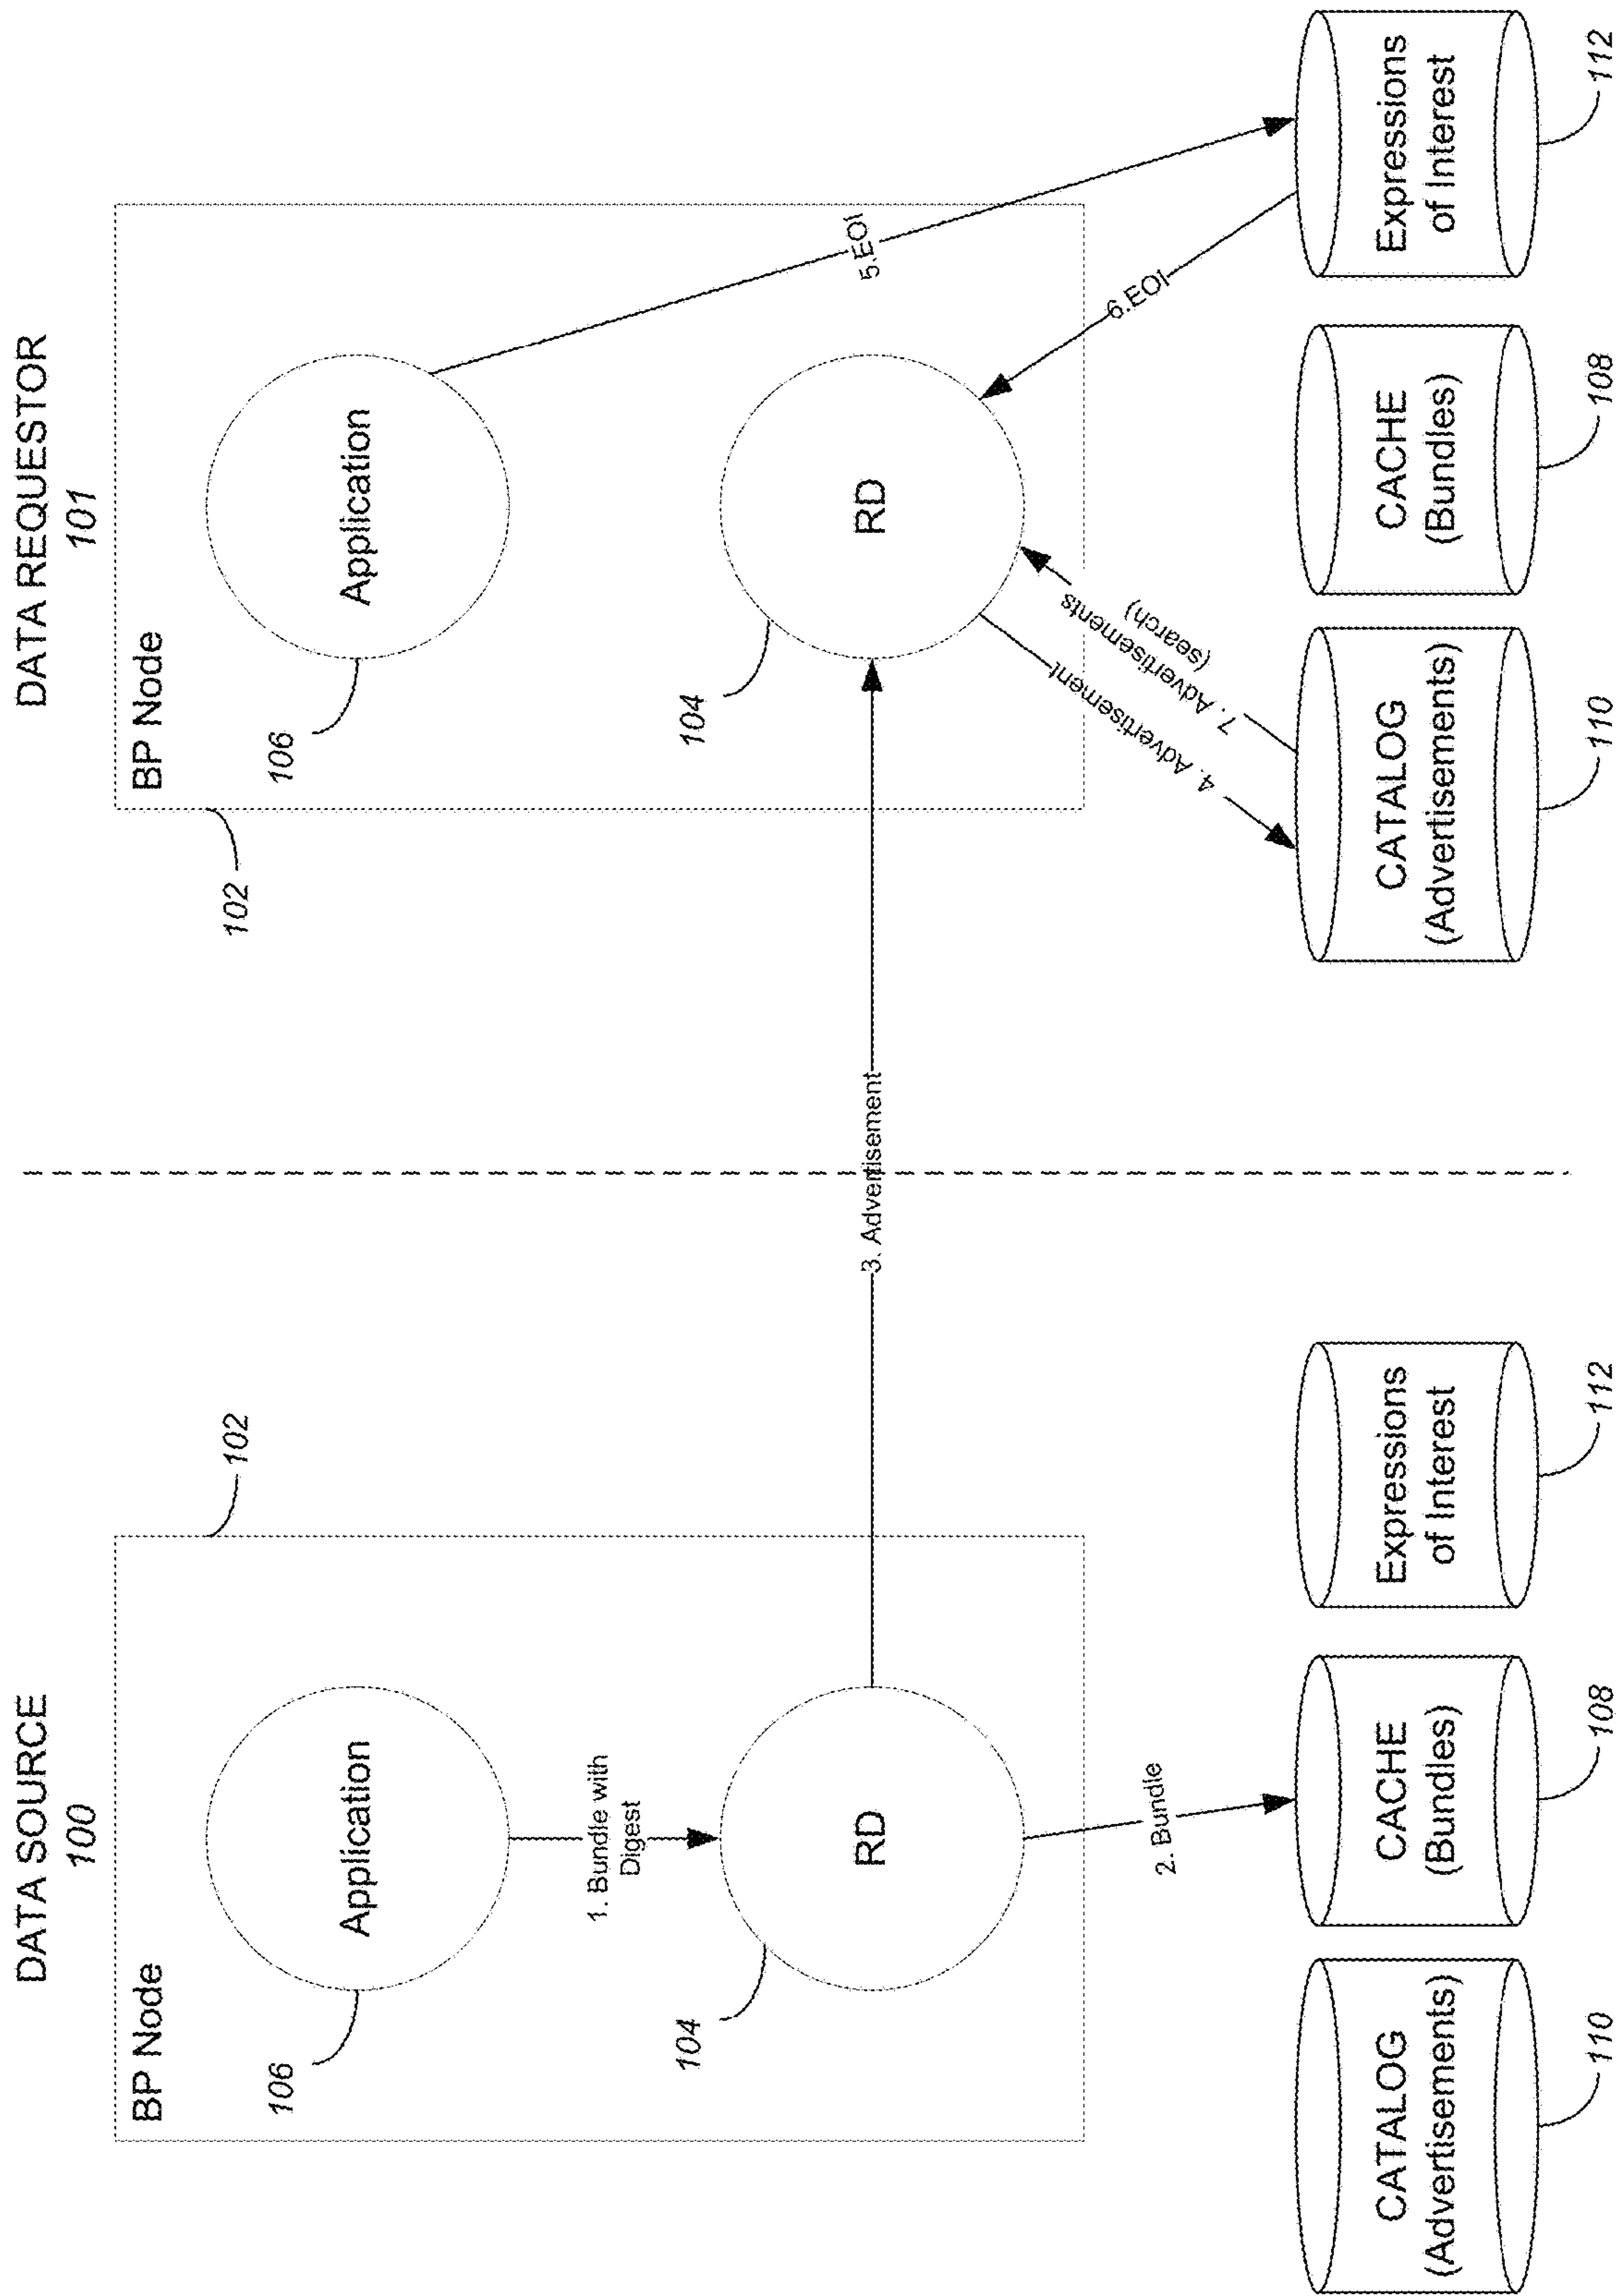 DATA SOURCE
100
BP Node
102
Application
106
1. Bundle with
Digest
RD
104
2. Bundle
CATALOG
(Advertisements)
110
CACHE
(Bundles)
108
Expressions
of Interest
112
3. Advertisement
DATA REQUESTOR
101
BP Node
102
Application
106
RD
104
4. Advertisement
7. Advertisements
(search)
5.EOI
6.EOI
CATALOG
(Advertisements)
110
CACHE
(Bundles)
108
Expressions
of Interest
112